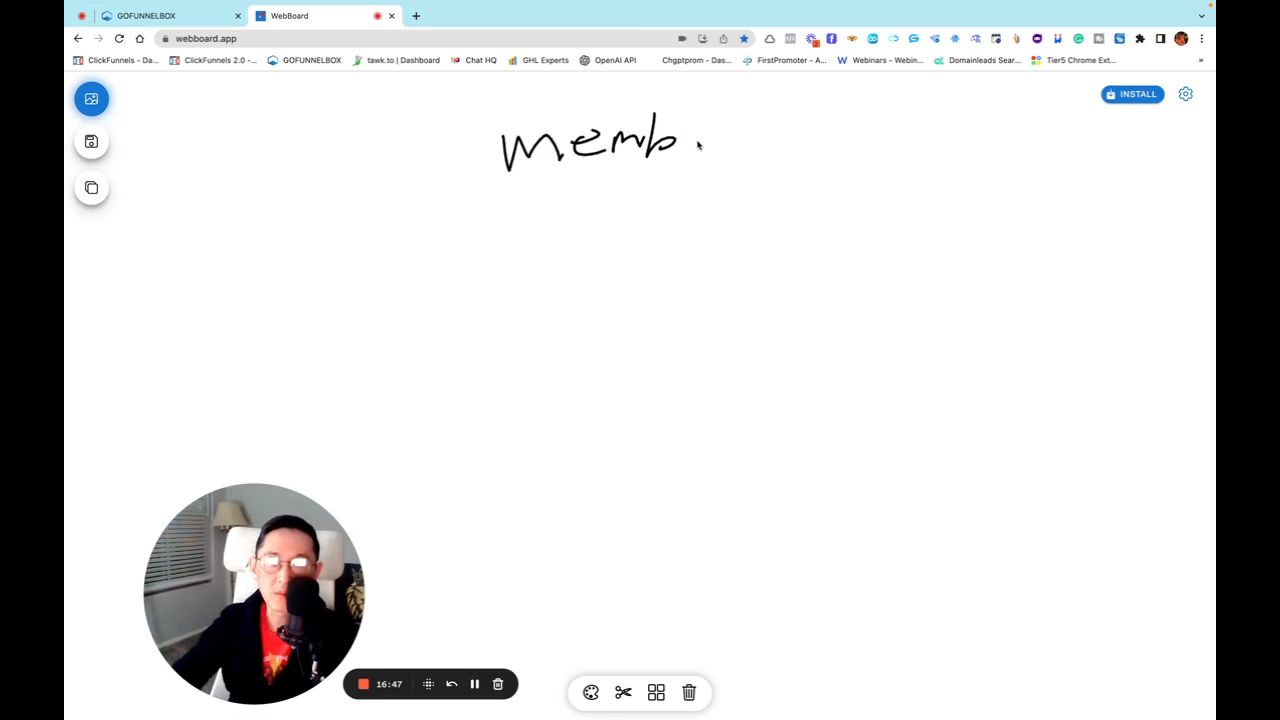 GOFUNNELBOX
WebBoard
webboard.app
ClickFunnels - Da...
ClickFunnels 2.0 -...
GOFUNNELBOX
tawk.to | Dashboard
Chat HQ
GHL Experts
OpenAI API
Chgptprom - Das...
FirstPromoter - A...
Webinars - Webin...
Domainleads Sear...
Tier5 Chrome Ext...
»
INSTALL
memb
16:47